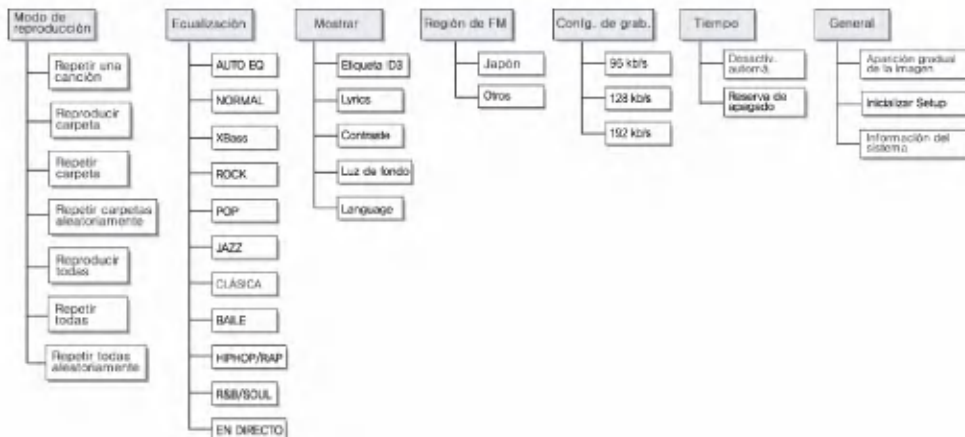 Modo de
reproducción
Repetir una
canción
Reproducir
carpeta
Repetir
carpeta
Repetir carpetas
aleatoriamente
Reproducir
todas
Repetir
todas
Repetir todas
aleatoriamente
Ecualización
AUTO EQ
NORMAL
XBass
ROCK
POP
JAZZ
CLÁSICA
BAILE
HIPHOP/RAP
R&B/SOUL
EN DIRECTO
Mostrar
Etiqueta ID3
Lyrics
Contraste
Luz de fondo
Language
Región de FM
Japón
Otros
Config. de grab.
96 kb/s
128 kb/s
192 kb/s
Tiempo
Desactiv.
automá.
Reserva de
apagado
General
Aparición gradual
de la imagen
Inicializar Setup
Información del
sistema